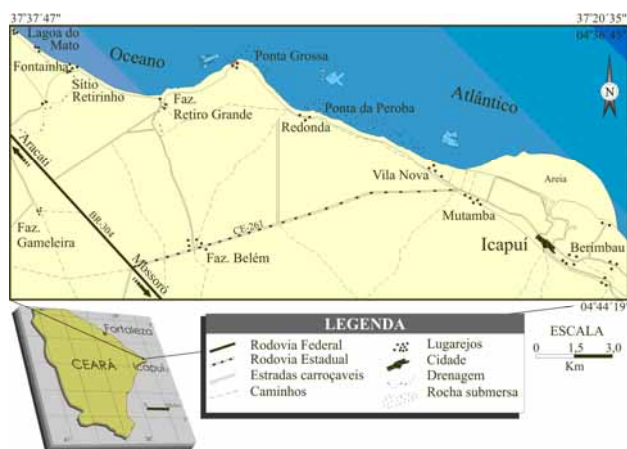 37°37'47"
37°20'35"
04°36'45"
Lagoa do
Mato
Oceano
Ponta Grossa
Fontainha
Sítio
Retirinho
Faz.
Retiro Grande
Ponta da Peroba
Atlântico
N
Redonda
Aracati
Vila Nova
Areia
BR-304
CE-261
Mutamba
Faz.
Gameleira
Icapuí
Berimbau
Faz. Belém
Mossoró
04°44'19"
Fortaleza
CEARÁ
Icapuí
LEGENDA
Rodovia Federal
Lugarejos
Rodovia Estadual
Cidade
Estradas carroçaveis
Drenagem
Caminhos
Rocha submersa
ESCALA
0 1,5 3,0
Km